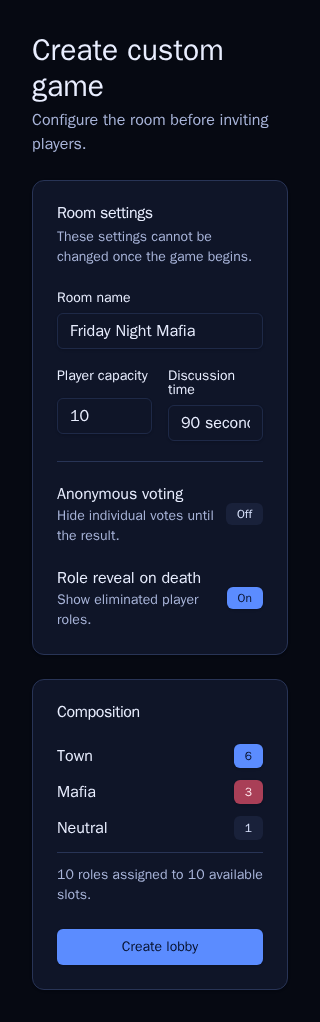 Create custom
game
Configure the room before inviting
players.
Room settings
These settings cannot be
changed once the game begins.
Room name
Friday Night Mafia
Player capacity
10
Discussion
time
90 secon
Anonymous voting
Hide individual votes until
the result.
Off
Role reveal on death
Show eliminated player
roles.
On
Composition
Town
6
Mafia
3
Neutral
1
10 roles assigned to 10 available
slots.
Create lobby